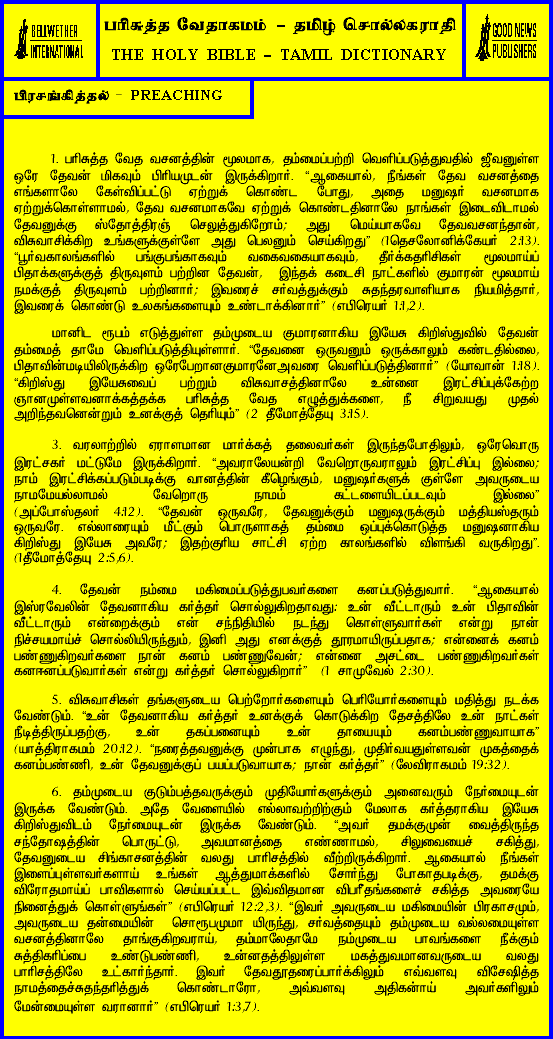 BELLWETHER
INTERNATIONAL
பரிசுத்த வேதாகமம் – தமிழ் சொல்லகராதி
THE HOLY BIBLE – TAMIL DICTIONARY
GOOD NEWS
PUBLISHERS
பிரசங்கித்தல் - PREACHING
1. பரிசுத்த வேத வசனத்தின் மூலமாக, தம்மைப்பற்றி வெளிப்படுத்துவதில் ஜீவனுள்ள
ஒரே தேவன் மிகவும் பிரியமுடன் இருக்கிறார். “ஆகையால், நீங்கள் தேவ வசனத்தை
எங்களாலே கேள்விப்பட்டு ஏற்றுக் கொண்ட போது, அதை மனுஷர் வசனமாக
ஏற்றுக்கொள்ளாமல், தேவ வசனமாகவே ஏற்றுக் கொண்டதினாலே நாங்கள் இடைவிடாமல்
தேவனுக்கு ஸ்தோத்திரஞ் செலுத்துகிறோம்; அது மெய்யாகவே தேவவசனந்தான்,
விசுவாசிக்கிற உங்களுக்குள்ளே அது பெலனும் செய்கிறது” (1தெசலோனிக்கேயர் 2:13).
“பூர்வகாலங்களில் பங்குபங்காகவும் வகைவகையாகவும், தீர்க்கதரிசிகள் மூலமாய்ப்
பிதாக்களுக்குத் திருவுளம் பற்றின தேவன், இந்தக் கடைசி நாட்களில் குமாரன் மூலமாய்
நமக்குத் திருவுளம் பற்றினார்; இவரைச் சர்வத்துக்கும் சுதந்தரவாளியாக நியமித்தார்,
இவரைக் கொண்டு உலகங்களையும் உண்டாக்கினார்” (எபிரெயர் 1:1,2).
மானிட ரூபம் எடுத்துள்ள தம்முடைய குமாரனாகிய இயேசு கிறிஸ்துவில் தேவன்
தம்மைத் தாமே வெளிப்படுத்தியுள்ளார். “தேவனை ஒருவனும் ஒருக்காலும் கண்டதில்லை,
பிதாவின்மடியிலிருக்கிற ஒரேபேறானகுமாரனேஅவரை வெளிப்படுத்தினார்” (யோவான் 1:18).
“கிறிஸ்து இயேசுவைப் பற்றும் விசுவாசத்தினாலே உன்னை இரட்சிப்புக்கேற்ற
ஞானமுள்ளவனாக்கத்தக்க பரிசுத்த வேத எழுத்துக்களை, நீ சிறுவயது முதல்
அறிந்தவனென்றும் உனக்குத் தெரியும்” (2 தீமோத்தேயு 3:15).
3. வரலாற்றில் ஏராளமான மார்க்கத் தலைவர்கள் இருந்தபோதிலும், ஒரேவொரு
இரட்சகர் மட்டுமே இருக்கிறார். “அவராலேயன்றி வேறொருவராலும் இரட்சிப்பு இல்லை;
நாம் இரட்சிக்கப்படும்படிக்கு வானத்தின் கீழெங்கும், மனுஷர்களுக் குள்ளே அவருடைய
நாமமேயல்லாமல் வேறொரு நாமம் கட்டளையிடப்படவும் இல்லை”
(அப்போஸ்தலர் 4:12). “தேவன் ஒருவரே, தேவனுக்கும் மனுஷருக்கும் மத்தியஸ்தரும்
ஒருவரே. எல்லாரையும் மீட்கும் பொருளாகத் தம்மை ஒப்புக்கொடுத்த மனுஷனாகிய
கிறிஸ்து இயேசு அவரே; இதற்குரிய சாட்சி ஏற்ற காலங்களில் விளங்கி வருகிறது”.
(1தீமோத்தேயு 2:5,6).
4. தேவன் நம்மை மகிமைப்படுத்துபவர்களை கனப்படுத்துவார். “ஆகையால்
இஸ்ரவேலின் தேவனாகிய கர்த்தர் சொல்லுகிறதாவது: உன் வீட்டாரும் உன் பிதாவின்
வீட்டாரும் என்றைக்கும் என் சந்நிதியில் நடந்து கொள்ளுவார்கள் என்று நான்
நிச்சயமாய்ச் சொல்லியிருந்தும், இனி அது எனக்குத் தூரமாயிருப்பதாக; என்னைக் கனம்
பண்ணுகிறவர்களை நான் கனம் பண்ணுவேன்; என்னை அசட்டை பண்ணுகிறவர்கள்
கனஈனப்படுவார்கள் என்று கர்த்தர் சொல்லுகிறார்” (1 சாமுவேல் 2:30).
5. விசுவாசிகள் தங்களுடைய பெற்றோர்களையும் பெரியோர்களையும் மதித்து நடக்க
வேண்டும். “உன் தேவனாகிய கர்த்தர் உனக்குக் கொடுக்கிற தேசத்திலே உன் நாட்கள்
நீடித்திருப்பதற்கு, உன் தகப்பனையும் உன் தாயையும் கனம்பண்ணுவாயாக”
(யாத்திராகமம் 20:12). “நரைத்தவனுக்கு முன்பாக எழுந்து, முதிர்வயதுள்ளவன் முகத்தைக்
கனம்பண்ணி, உன் தேவனுக்குப் பயப்படுவாயாக; நான் கர்த்தர்” (லேவிராகமம் 19:32).
6. தம்முடைய குடும்பத்தவருக்கும் முதியோர்களுக்கும் அனைவரும் நேர்மையுடன்
இருக்க வேண்டும். அதே வேளையில் எல்லாவற்றிற்கும் மேலாக கர்த்தராகிய இயேசு
கிறிஸ்துவிடம் நேர்மையுடன் இருக்க வேண்டும். “அவர் தமக்குமுன் வைத்திருந்த
சந்தோஷத்தின் பொருட்டு, அவமானத்தை எண்ணாமல், சிலுவையைச் சகித்து,
தேவனுடைய சிங்காசனத்தின் வலது பாரிசத்தில் வீற்றிருக்கிறார். ஆகையால் நீங்கள்
இளைப்புள்ளவர்களாய் உங்கள் ஆத்துமாக்களில் சோர்ந்து போகாதபடிக்கு, தமக்கு
விரோதமாய்ப் பாவிகளால் செய்யப்பட்ட இவ்விதமான விபரீதங்களைச் சகித்த அவரையே
நினைத்துக் கொள்ளுங்கள்” (எபிரெயர் 12:2,3). “இவர் அவருடைய மகிமையின் பிரகாசமும்,
அவருடைய தன்மையின் சொரூபமுமா யிருந்து, சர்வத்தையும் தம்முடைய வல்லமையுள்ள
வசனத்தினாலே தாங்குகிறவராய், தம்மாலேதாமே நம்முடைய பாவங்களை நீக்கும்
சுத்திகரிப்பை உண்டுபண்ணி, உன்னதத்திலுள்ள மகத்துவமானவருடைய வலது
பாரிசத்திலே உட்கார்ந்தார். இவர் தேவதூதரைப்பார்க்கிலும் எவ்வளவு விசேஷித்த
நாமத்தைச்சுதந்தரித்துக் கொண்டாரோ, அவ்வளவு அதிகனாய் அவர்களிலும்
மேன்மையுள்ள வரானார்” (எபிரெயர் 1:3,7).